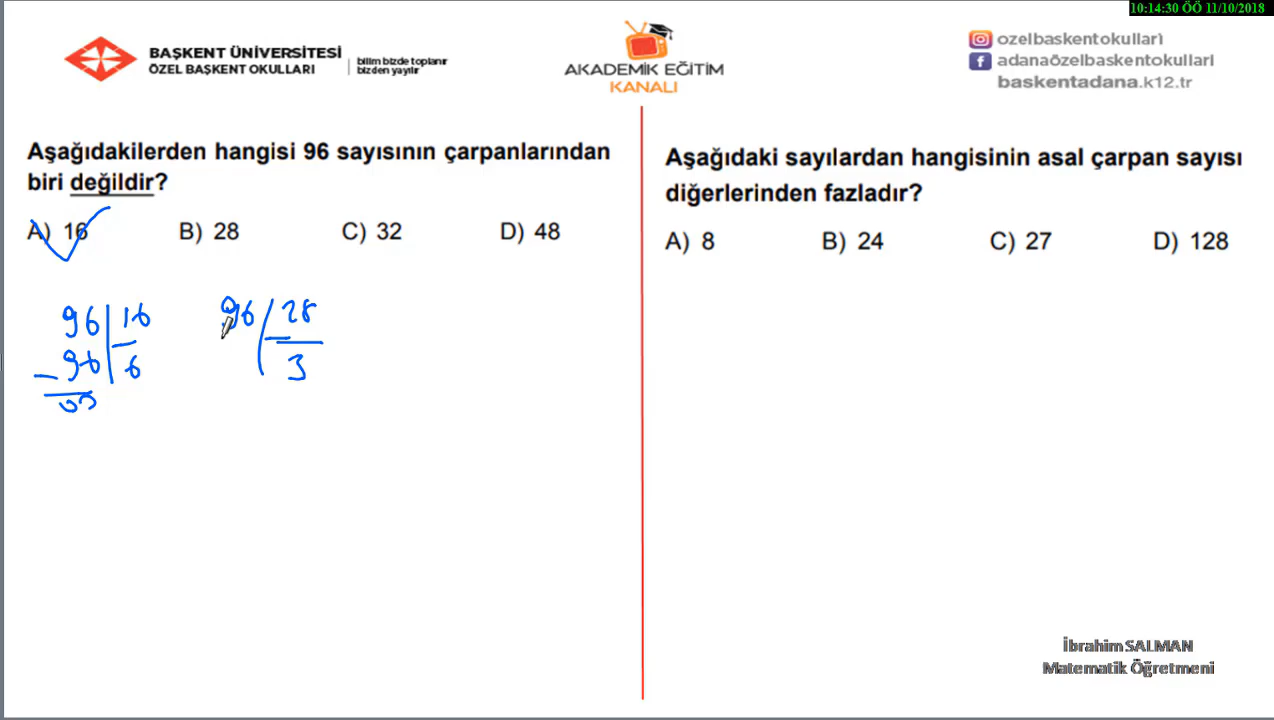 10:14:30 ÖÖ 11/10/2018
BAŞKENT ÜNİVERSİTESİ
ÖZEL BAŞKENT OKULLARI
bilim bizde toplanır
bizden yayılır
AKADEMİK EĞİTİM
KANALI
ozelbaskentokullari
adanaözelbaskentokullari
baskentadana.k12.tr
Aşağıdakilerden hangisi 96 sayısının çarpanlarından
biri değildir?
A) 16 B) 28 C) 32 D) 48
96 16
96 6
00
96 28
3
Aşağıdaki sayılardan hangisinin asal çarpan sayısı
diğerlerinden fazladır?
A) 8 B) 24 C) 27 D) 128
İbrahim SALMAN
Matematik Öğretmeni